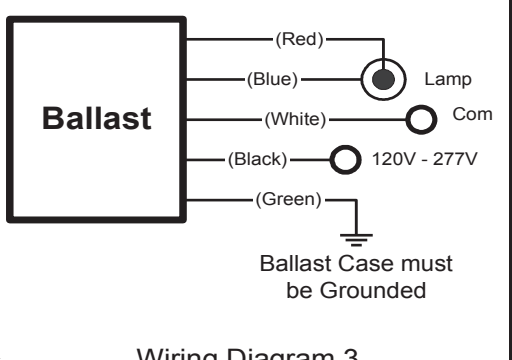 Ballast
(Red)
(Blue)
Lamp
(White)
Com
(Black)
120V - 277V
(Green)
Ballast Case must
be Grounded
Wiring Diagram 3